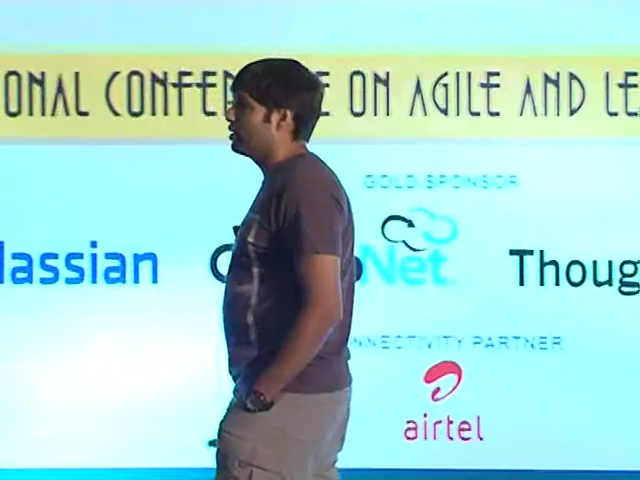 ONAL CONFE E ON AGILE AND LE
GOLD SPONSOR
lassian C Net Thoug
NNECTIVITY PARTNER
airtel